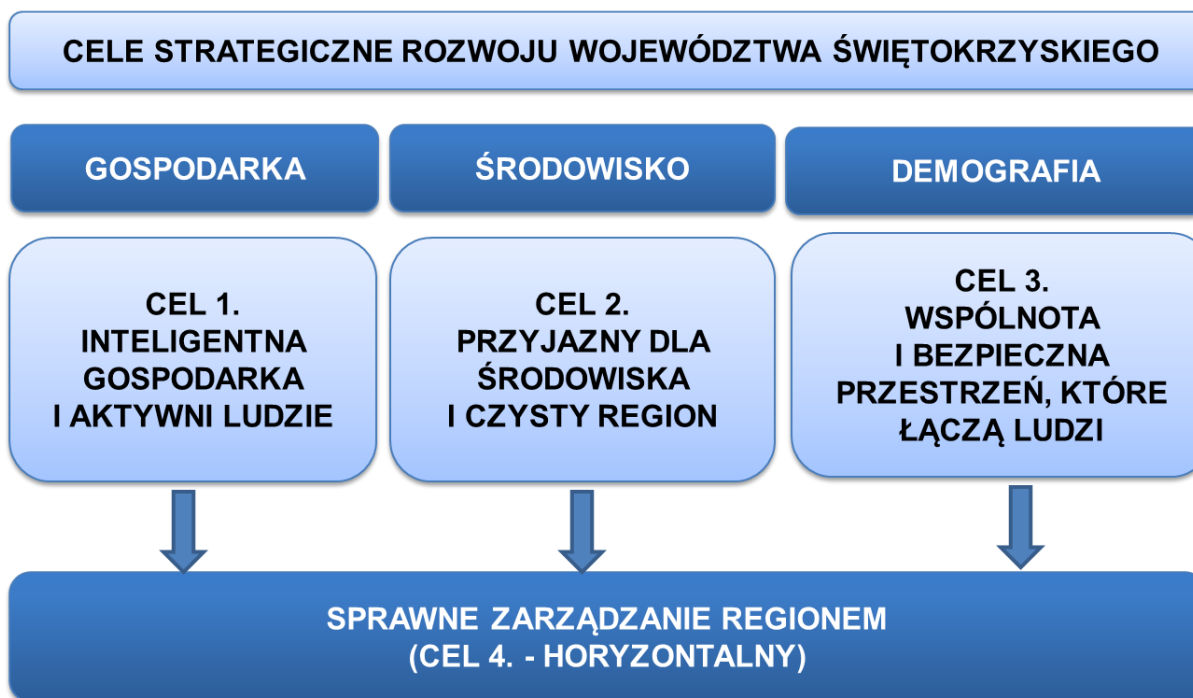 CELE STRATEGICZNE ROZWOJU WOJEWÓDZTWA ŚWIĘTOKRZYSKIEGO
GOSPODARKA
ŚRODOWISKO
DEMOGRAFIA
CEL 1.
INTELIGENTNA
GOSPODARKA
I AKTYWNI LUDZIE
CEL 2.
PRZYJAZNY DLA
ŚRODOWISKA
I CZYSTY REGION
CEL 3.
WSPÓLNOTA
I BEZPIECZNA
PRZESTRZEŃ, KTÓRE
ŁĄCZĄ LUDZI
SPRAWNE ZARZĄDZANIE REGIONEM
(CEL 4. - HORYZONTALNY)